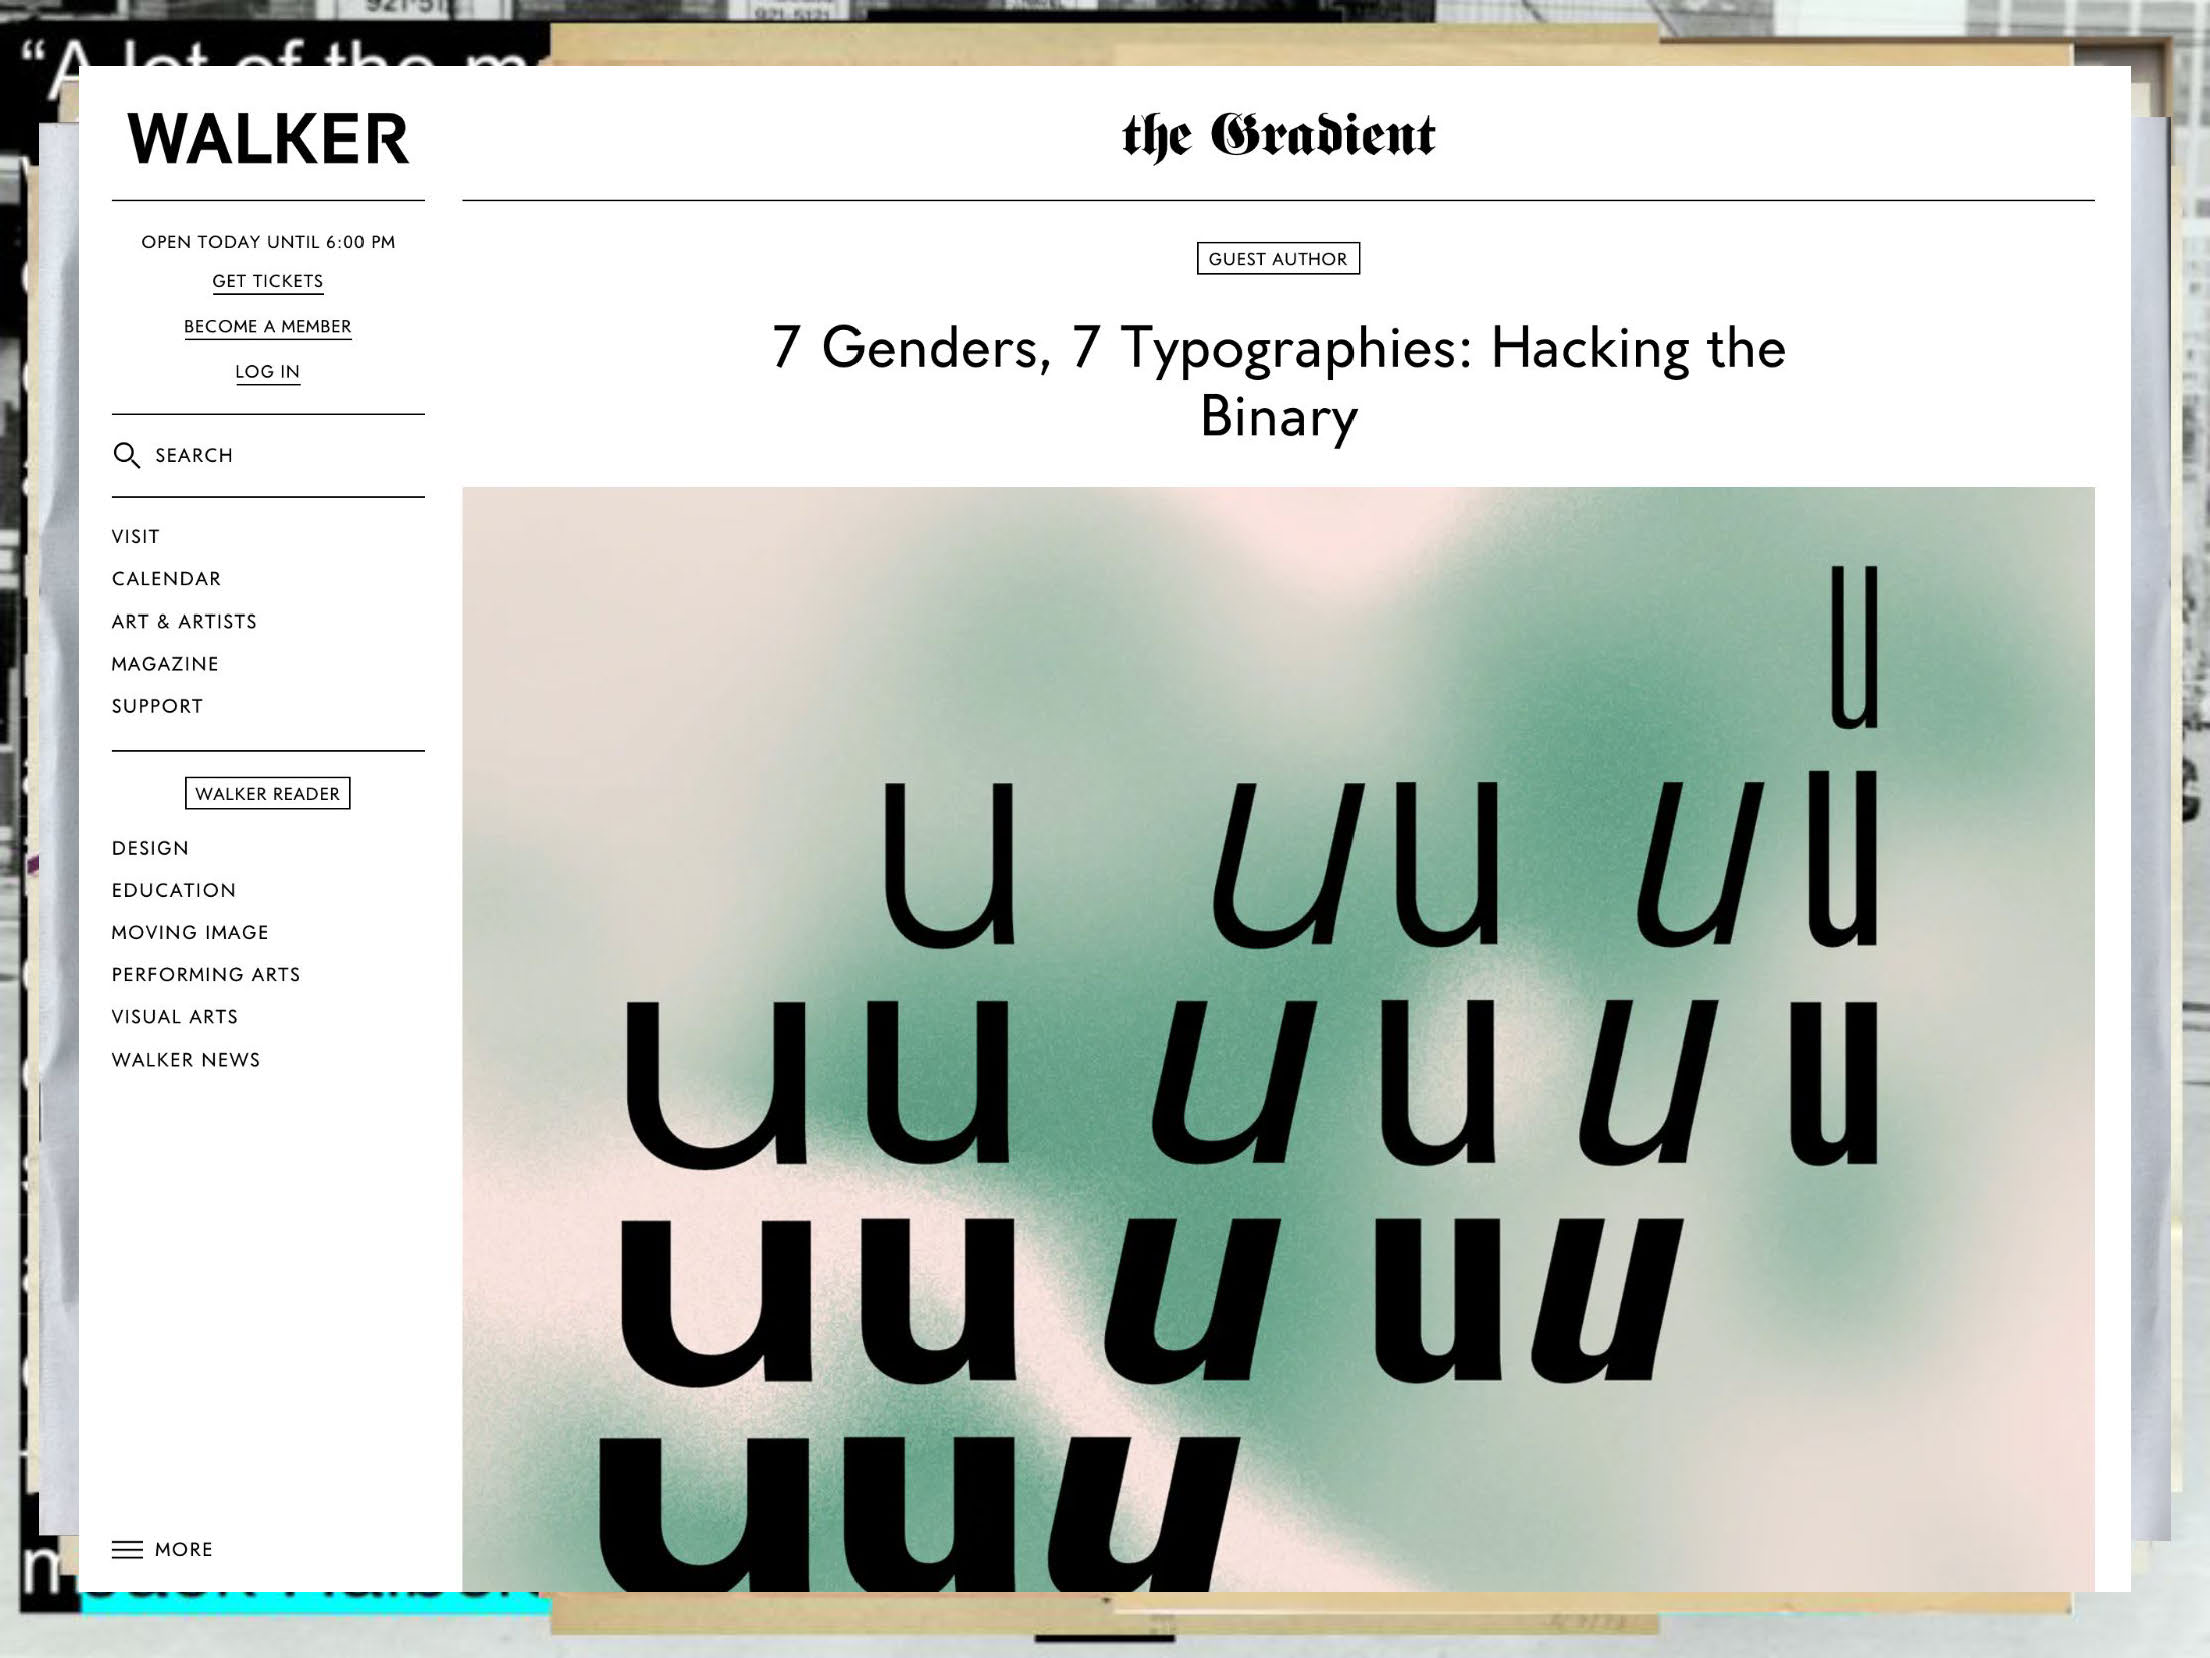 921-5121
"A lot of the m
WALKER
the Gradient
OPEN TODAY UNTIL 6:00 PM
GET TICKETS
BECOME A MEMBER
LOG IN
SEARCH
VISIT
CALENDAR
ART & ARTISTS
MAGAZINE
SUPPORT
WALKER READER
DESIGN
EDUCATION
MOVING IMAGE
PERFORMING ARTS
VISUAL ARTS
WALKER NEWS
MORE
GUEST AUTHOR
7 Genders, 7 Typographies: Hacking the
Binary
u
u u u u u
u u u u u u
u u u u u
u u u